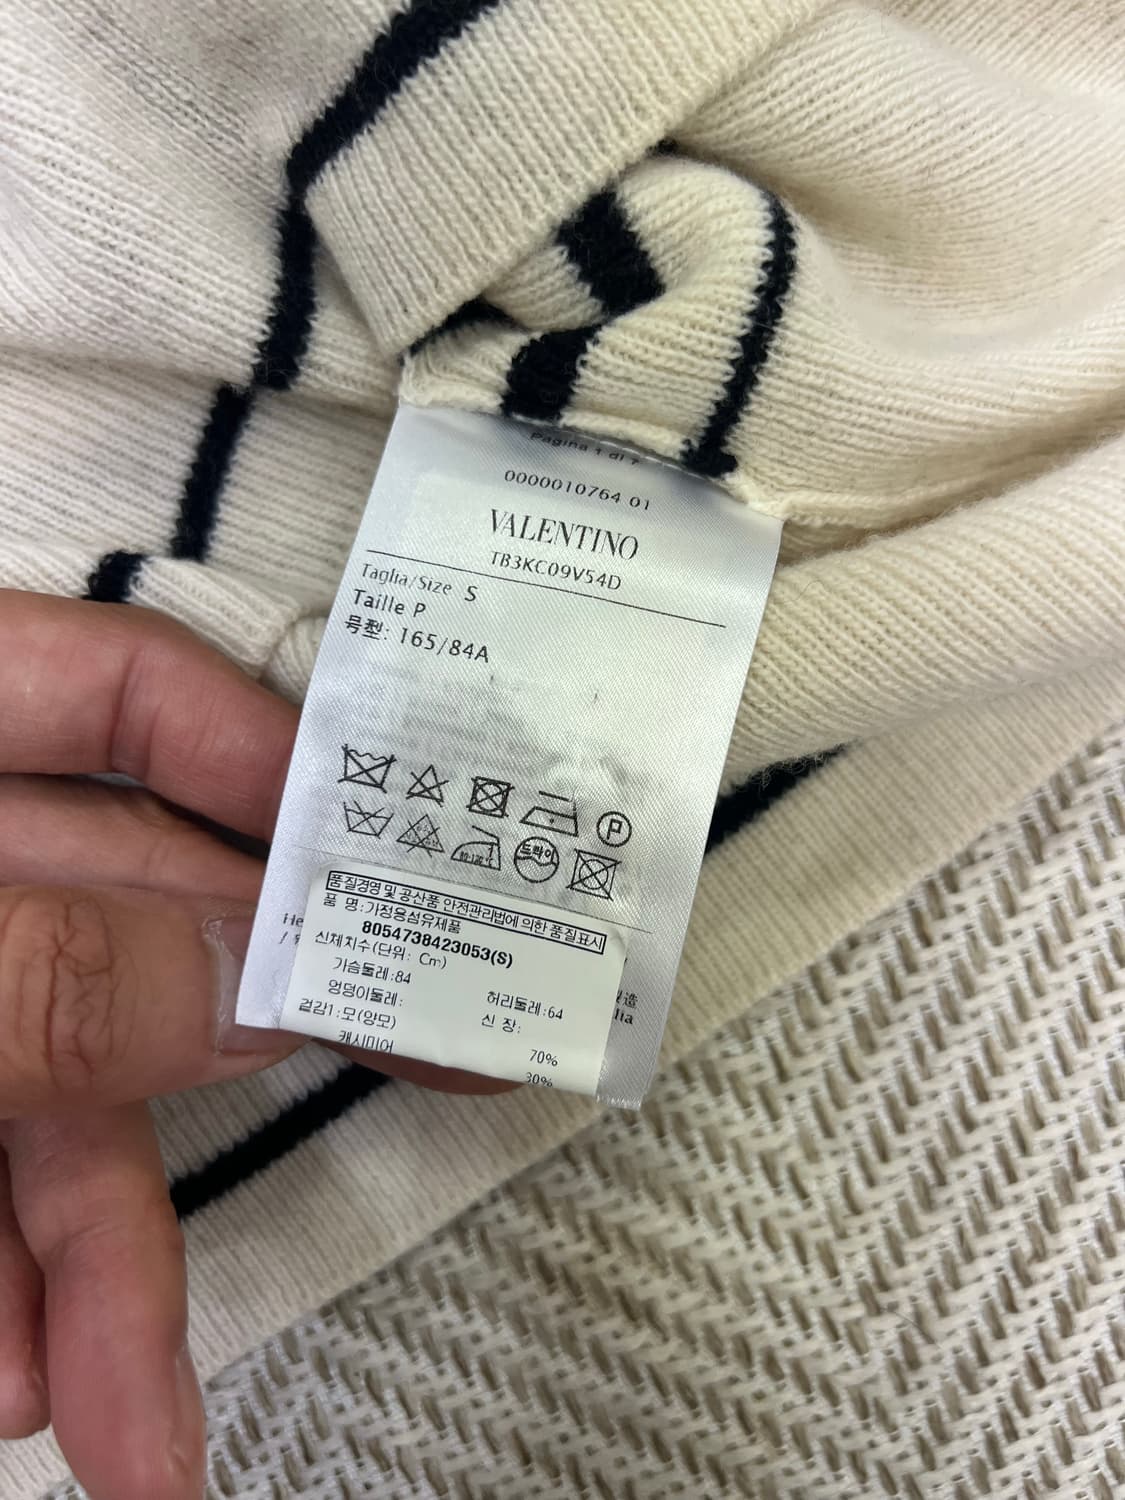 Pagina 1 di 7
0000010764 01
VALENTINO
TB3KC09V54D
Taglia/Size S
Taille P
号型: 165/84A
P
드라이
품질경영 및 공산품 안전관리법에 의한 품질표시
품 명:가정용섬유제품
8054738423053(S)
신체치수(단위: Cm)
가슴둘레:84 허리둘레:64
엉덩이둘레: 신 장:
겉감1:모(양모) 70%
캐시미어 30%